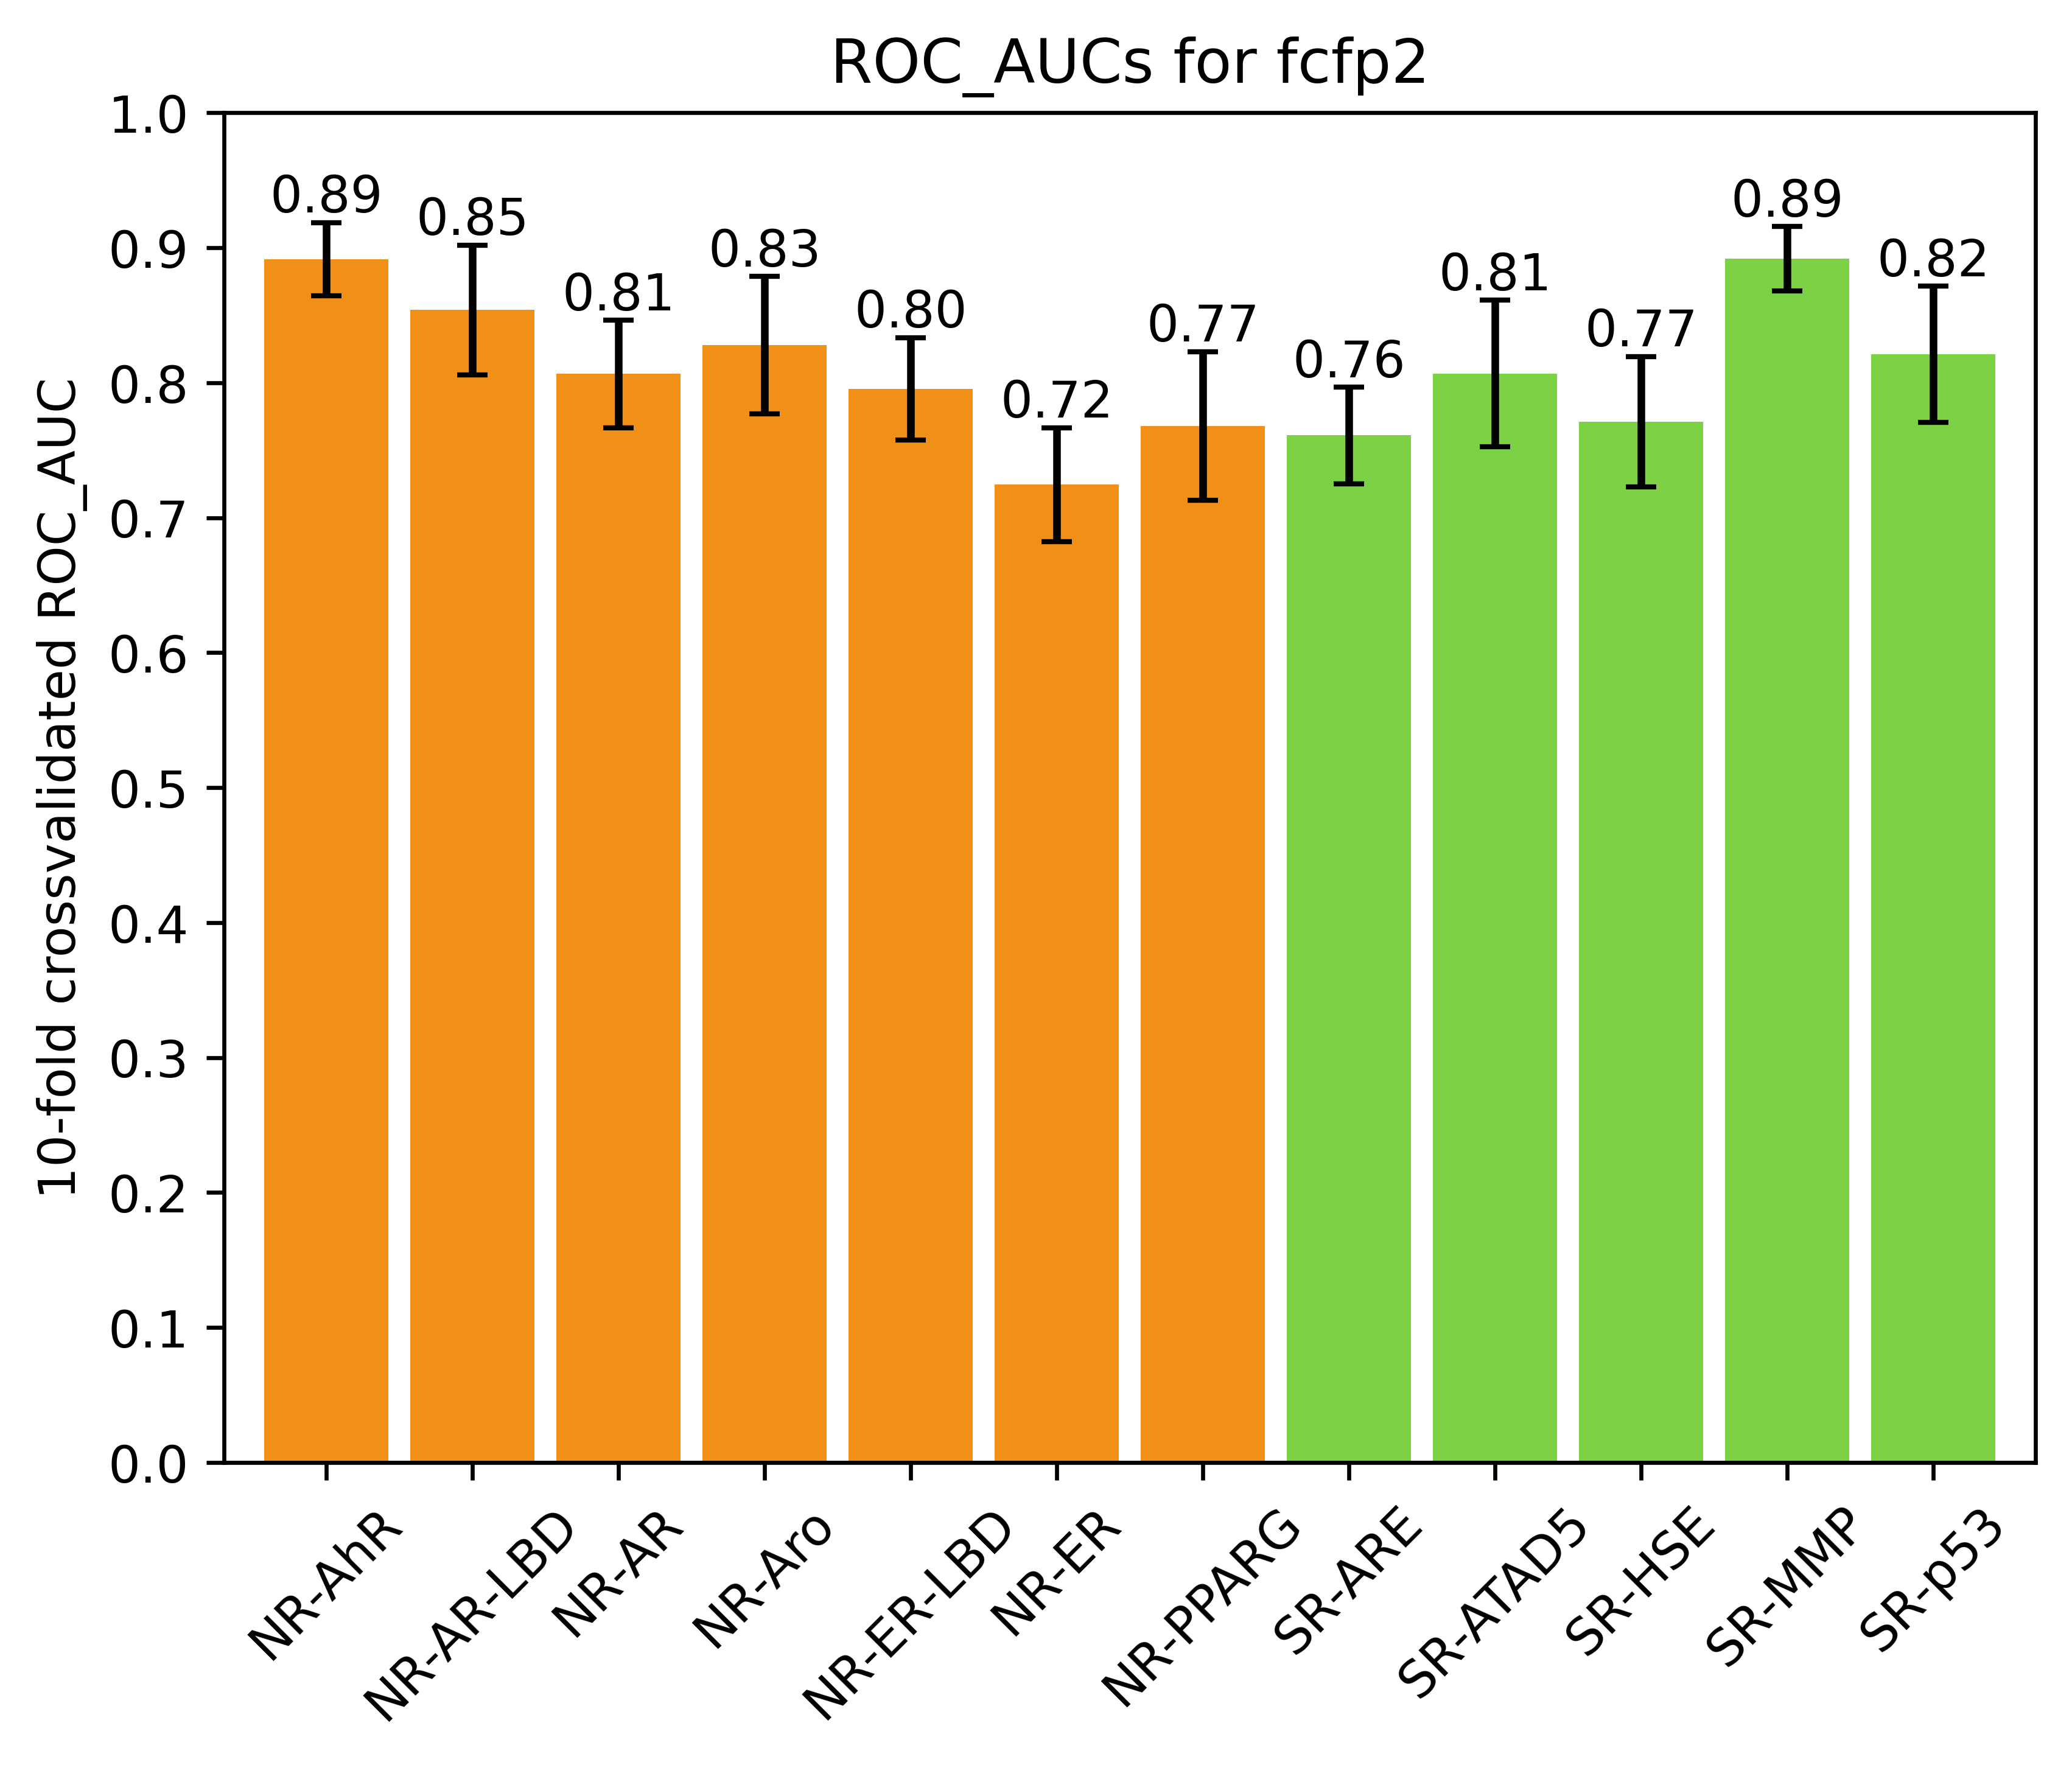 ROC_AUCs for fcfp2
10-fold crossvalidated ROC_AUC
1.0
0.9
0.8
0.7
0.6
0.5
0.4
0.3
0.2
0.1
0.0
0.89
0.85
0.81
0.83
0.80
0.72
0.77
0.76
0.81
0.77
0.89
0.82
NR-AhR
NR-AR-LBD
NR-AR
NR-Aro
NR-ER-LBD
NR-ER
NR-PPARG
SR-ARE
SR-ATAD5
SR-HSE
SR-MMP
SR-p53